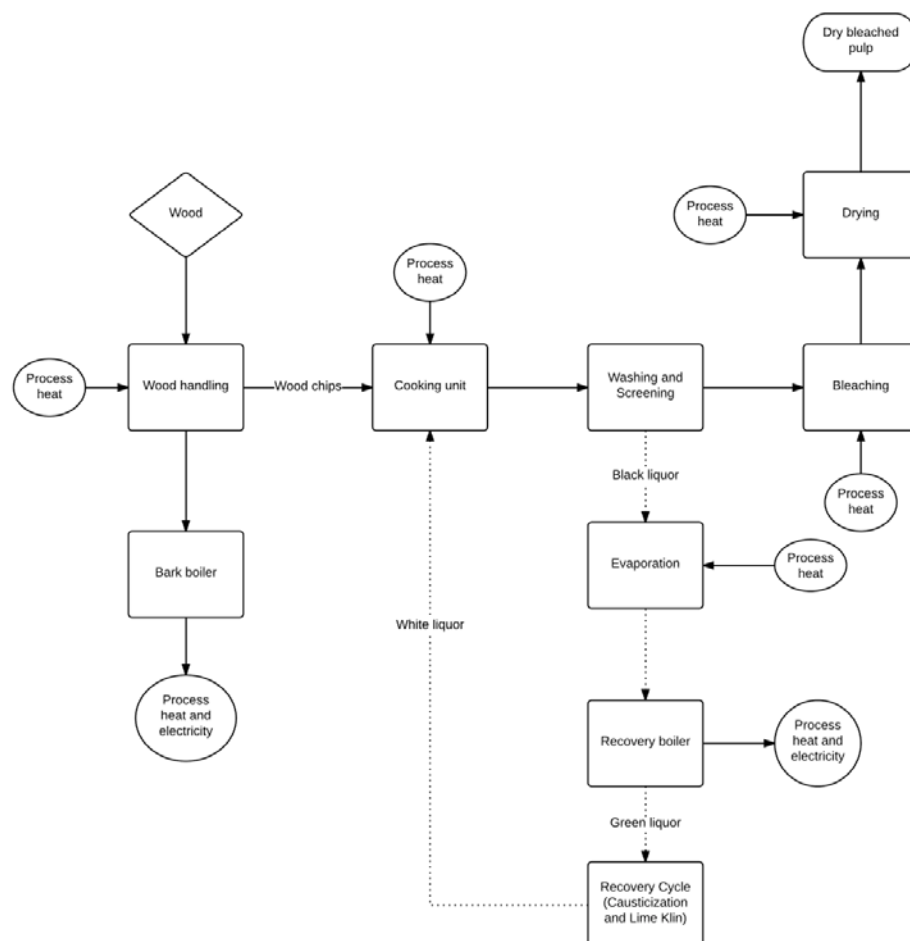 Dry bleached
pulp
Wood
Process
heat
Drying
Process
heat
Process
heat
Wood handling
Wood chips
Cooking unit
Washing and
Screening
Bleaching
Black liquor
Process
heat
Bark boiler
Evaporation
Process
heat
White liquor
Process
heat and
electricity
Recovery boiler
Process
heat and
electricity
Green liquor
Recovery Cycle
(Causticization
and Lime Klin)